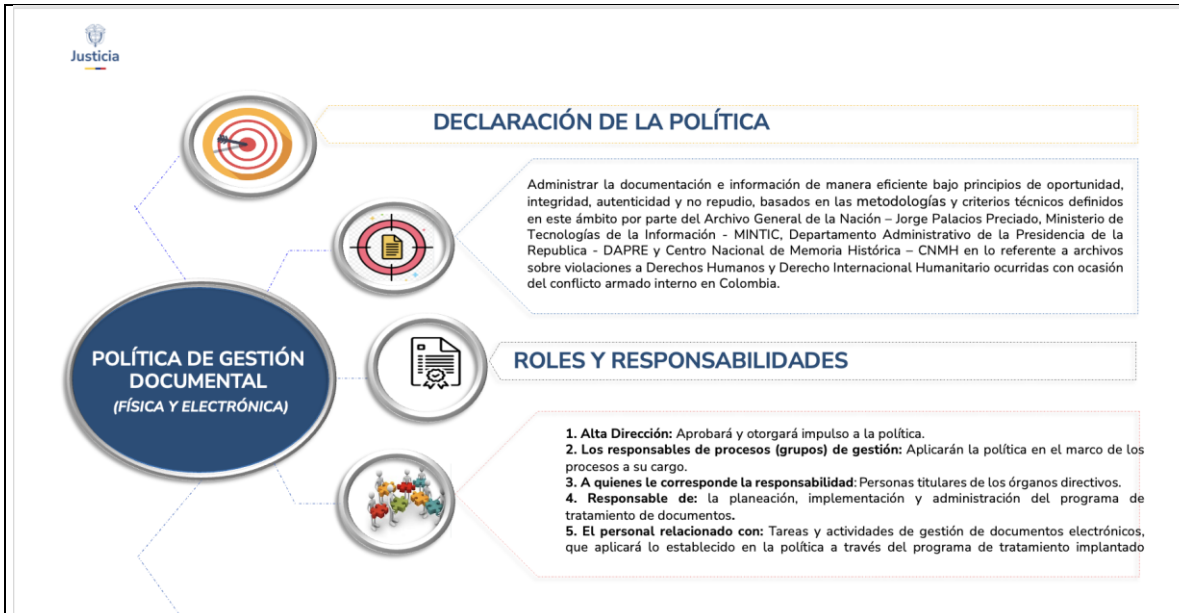 Justicia
DECLARACIÓN DE LA POLÍTICA
Administrar la documentación e información de manera eficiente bajo principios de oportunidad,
integridad, autenticidad y no repudio, basados en las metodologías y criterios técnicos definidos
en este ámbito por parte del Archivo General de la Nación – Jorge Palacios Preciado, Ministerio de
Tecnologías de la Información - MINTIC, Departamento Administrativo de la Presidencia de la
Republica - DAPRE y Centro Nacional de Memoria Histórica – CNMH en lo referente a archivos
sobre violaciones a Derechos Humanos y Derecho Internacional Humanitario ocurridas con ocasión
del conflicto armado interno en Colombia.
POLÍTICA DE GESTIÓN
DOCUMENTAL
(FÍSICA Y ELECTRÓNICA)
ROLES Y RESPONSABILIDADES
1. Alta Dirección: Aprobará y otorgará impulso a la política.
2. Los responsables de procesos (grupos) de gestión: Aplicarán la política en el marco de los
procesos a su cargo.
3. A quienes le corresponde la responsabilidad: Personas titulares de los órganos directivos.
4. Responsable de: la planeación, implementación y administración del programa de
tratamiento de documentos.
5. El personal relacionado con: Tareas y actividades de gestión de documentos electrónicos,
que aplicará lo establecido en la política a través del programa de tratamiento implantado